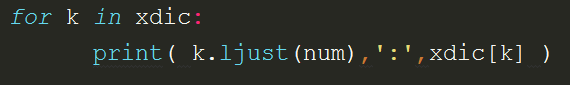 for k in xdic:
print( k.ljust(num),':',xdic[k] )